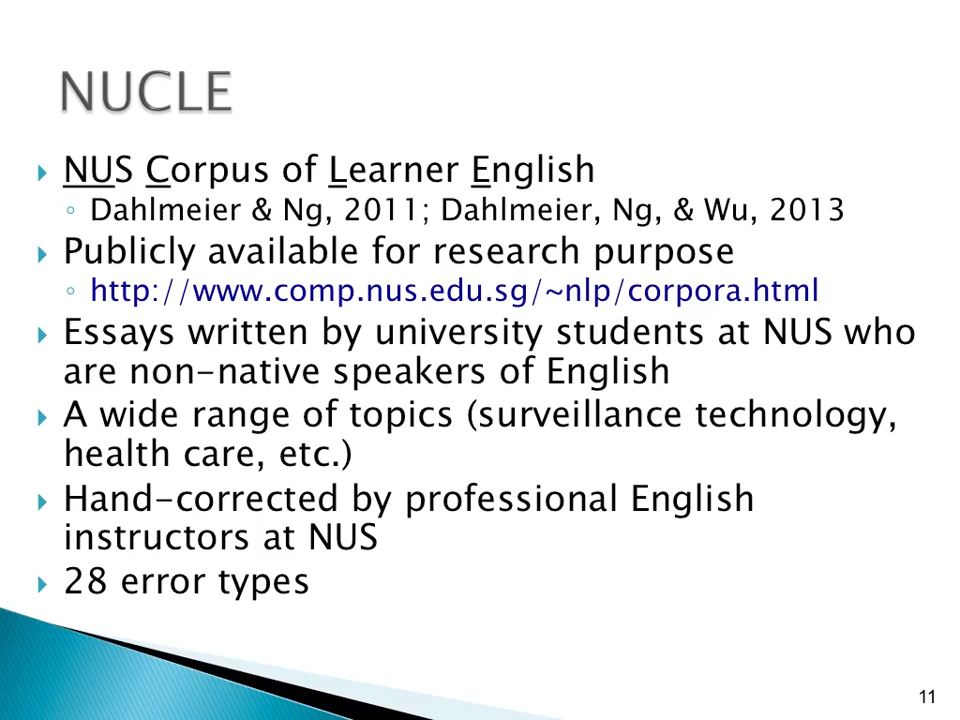 NUCLE
NUS Corpus of Learner English
Dahlmeier & Ng, 2011; Dahlmeier, Ng, & Wu, 2013
Publicly available for research purpose
http://www.comp.nus.edu.sg/~nlp/corpora.html
Essays written by university students at NUS who
are non-native speakers of English
A wide range of topics (surveillance technology,
health care, etc.)
Hand-corrected by professional English
instructors at NUS
28 error types
11